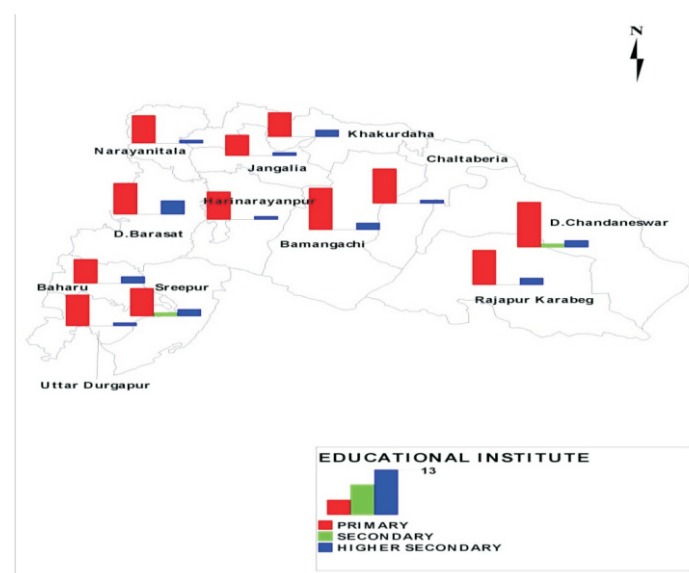 N
Khakurdaha
Narayanitala
Chaltaberia
Jangalia
Harinarayanpur
D.Chandaneswar
D.Barasat
Bamangachi
Baharu
Sreepur
Rajapur Karabeg
Uttar Durgapur
EDUCATIONAL INSTITUTE
13
PRIMARY
SECONDARY
HIGHER SECONDARY